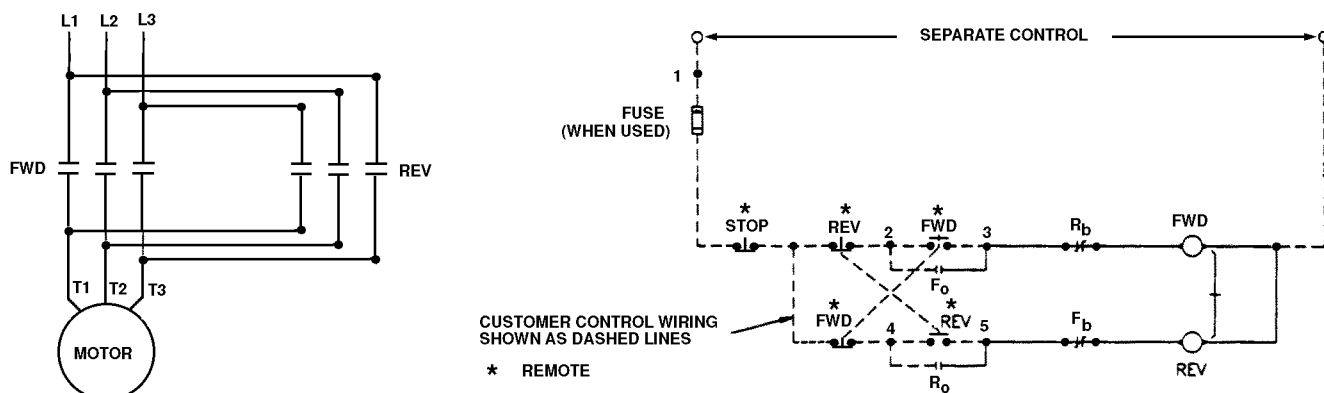 L1 L2 L3
FWD
REV
T1 T2 T3
MOTOR
SEPARATE CONTROL
1
FUSE
(WHEN USED)
* * *
STOP REV 2 FWD 3 Rb FWD
Fo
* *
FWD 4 REV 5 Fb
Ro REV
CUSTOMER CONTROL WIRING
SHOWN AS DASHED LINES
* REMOTE